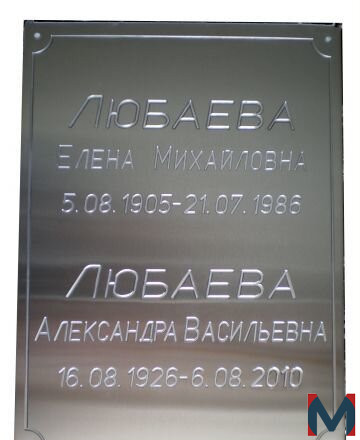 Любаева
Елена Михайловна
5.08.1905-21.07.1986
Любаева
Александра Васильевна
16.08.1926-6.08.2010
М